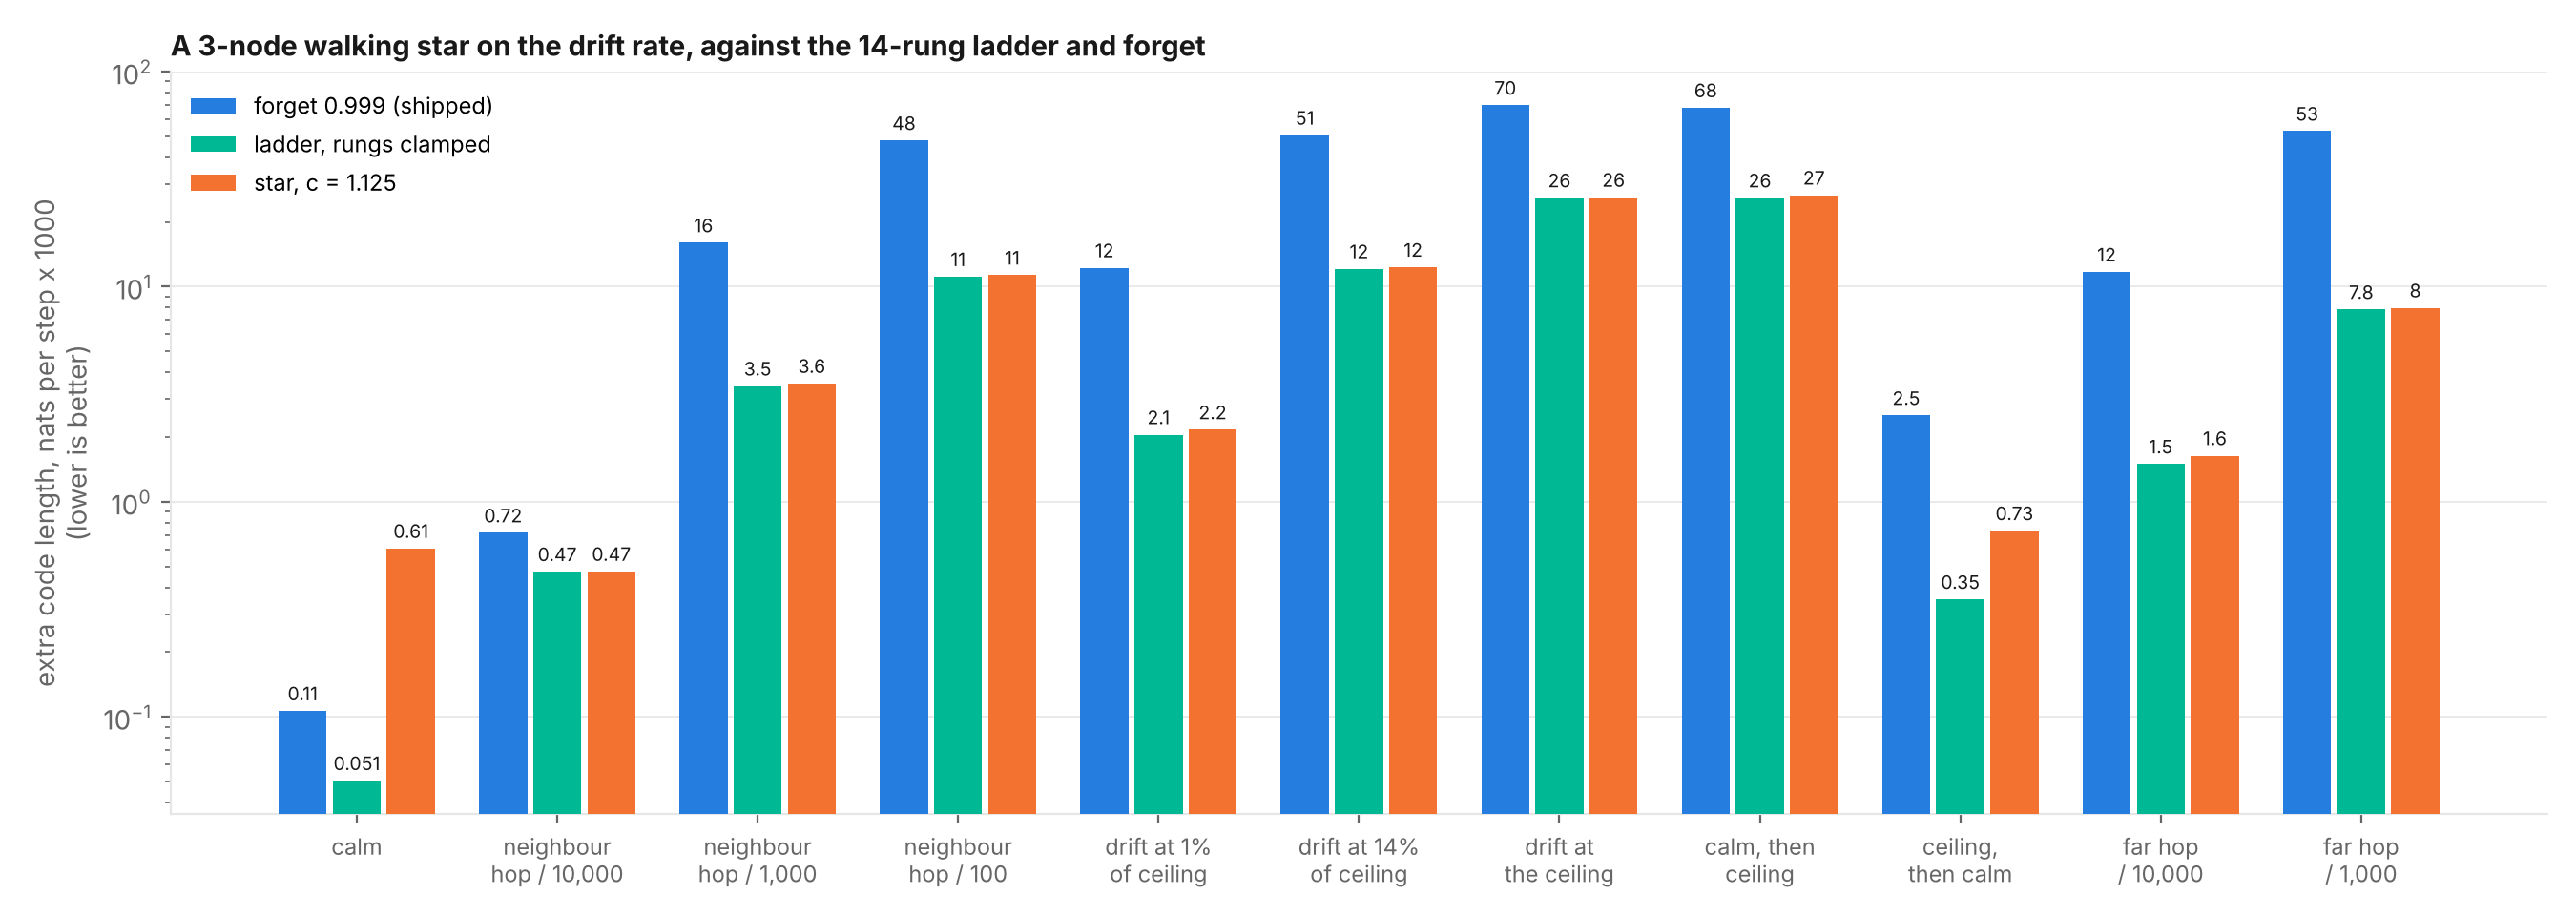 A 3-node walking star on the drift rate, against the 14-rung ladder and forget
extra code length, nats per step x 1000
(lower is better)
10²
10¹
10⁰
10⁻¹
forget 0.999 (shipped)
ladder, rungs clamped
star, c = 1.125
0.11
0.051
0.61
0.72
0.47
0.47
16
3.5
3.6
48
11
11
12
2.1
2.2
51
12
12
70
26
26
68
26
27
2.5
0.35
0.73
12
1.5
1.6
53
7.8
8
calm
neighbour
hop / 10,000
neighbour
hop / 1,000
neighbour
hop / 100
drift at 1%
of ceiling
drift at 14%
of ceiling
drift at
the ceiling
calm, then
ceiling
ceiling,
then calm
far hop
/ 10,000
far hop
/ 1,000